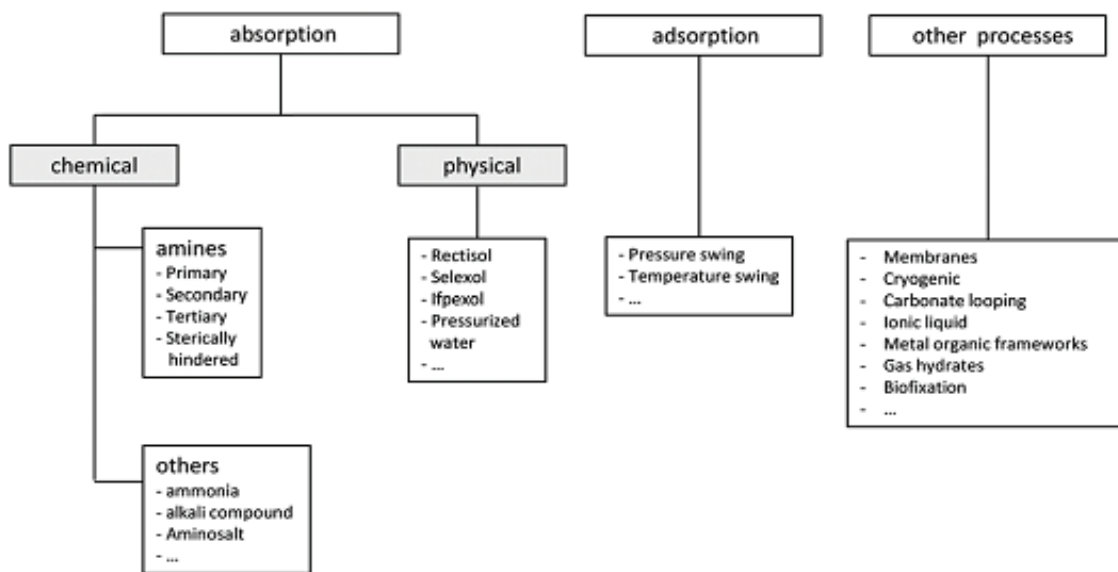 absorption
adsorption
other processes
chemical
physical
amines
- Primary
- Secondary
- Tertiary
- Sterically
hindered
- Rectisol
- Selexol
- Ifpexol
- Pressurized
water
- ...
- Pressure swing
- Temperature swing
- ...
- Membranes
- Cryogenic
- Carbonate looping
- Ionic liquid
- Metal organic frameworks
- Gas hydrates
- Biofixation
- ...
others
- ammonia
- alkali compound
- Aminosalt
- ...